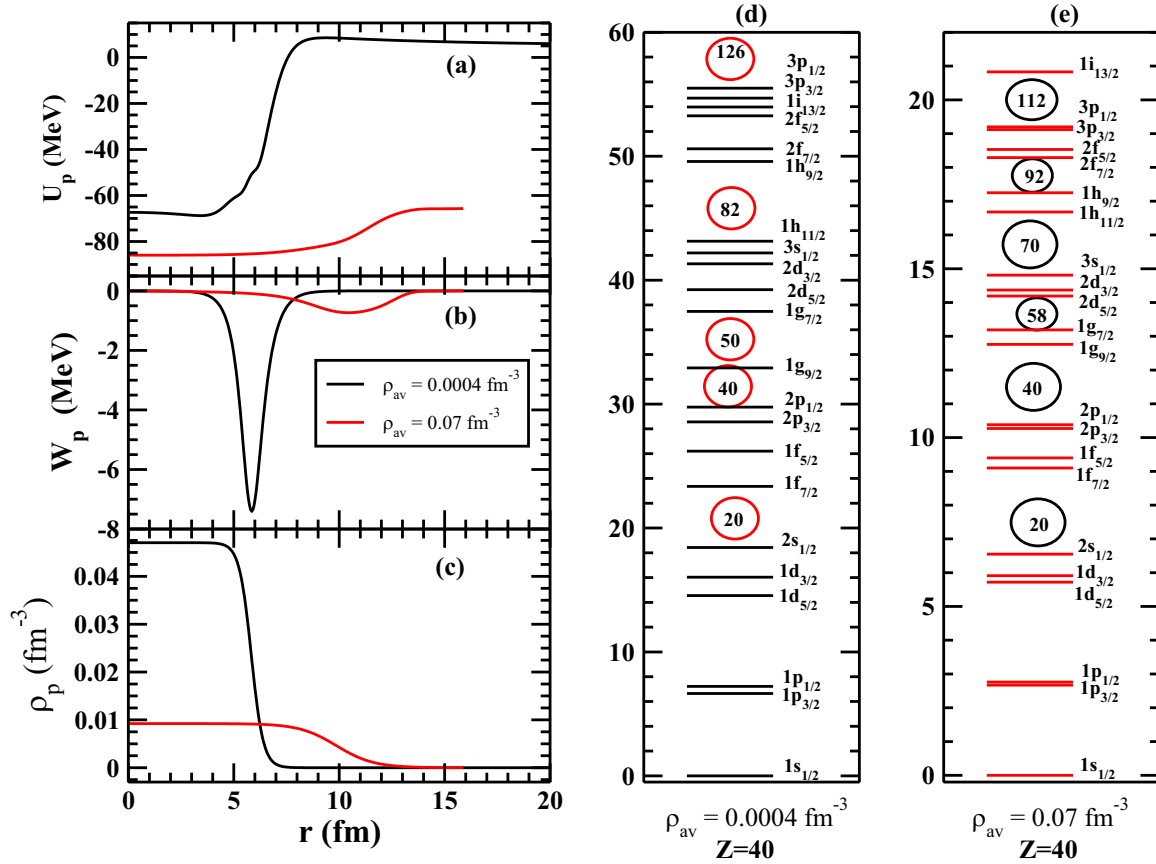 (a)
U_p (MeV)
0
-20
-40
-60
-80
(b)
W_p (MeV)
0
-2
-4
-6
-8
ρ_av = 0.0004 fm^-3
ρ_av = 0.07 fm^-3
(c)
ρ_p (fm^-3)
0.04
0.03
0.02
0.01
0
0 5 10 15 20
r (fm)
(d)
60
50
40
30
20
10
0
126
3p_1/2
3p_3/2
1i_13/2
2f_5/2
2f_7/2
1h_9/2
82
1h_11/2
3s_1/2
2d_3/2
2d_5/2
1g_7/2
50
1g_9/2
40
2p_1/2
2p_3/2
1f_5/2
1f_7/2
20
2s_1/2
1d_3/2
1d_5/2
1p_1/2
1p_3/2
1s_1/2
ρ_av = 0.0004 fm^-3
Z=40
(e)
20
15
10
5
0
1i_13/2
112
3p_1/2
3p_3/2
2f_5/2
2f_7/2
92
1h_9/2
1h_11/2
70
3s_1/2
2d_3/2
2d_5/2
58
1g_7/2
1g_9/2
40
2p_1/2
2p_3/2
1f_5/2
1f_7/2
20
2s_1/2
1d_3/2
1d_5/2
1p_1/2
1p_3/2
1s_1/2
ρ_av = 0.07 fm^-3
Z=40